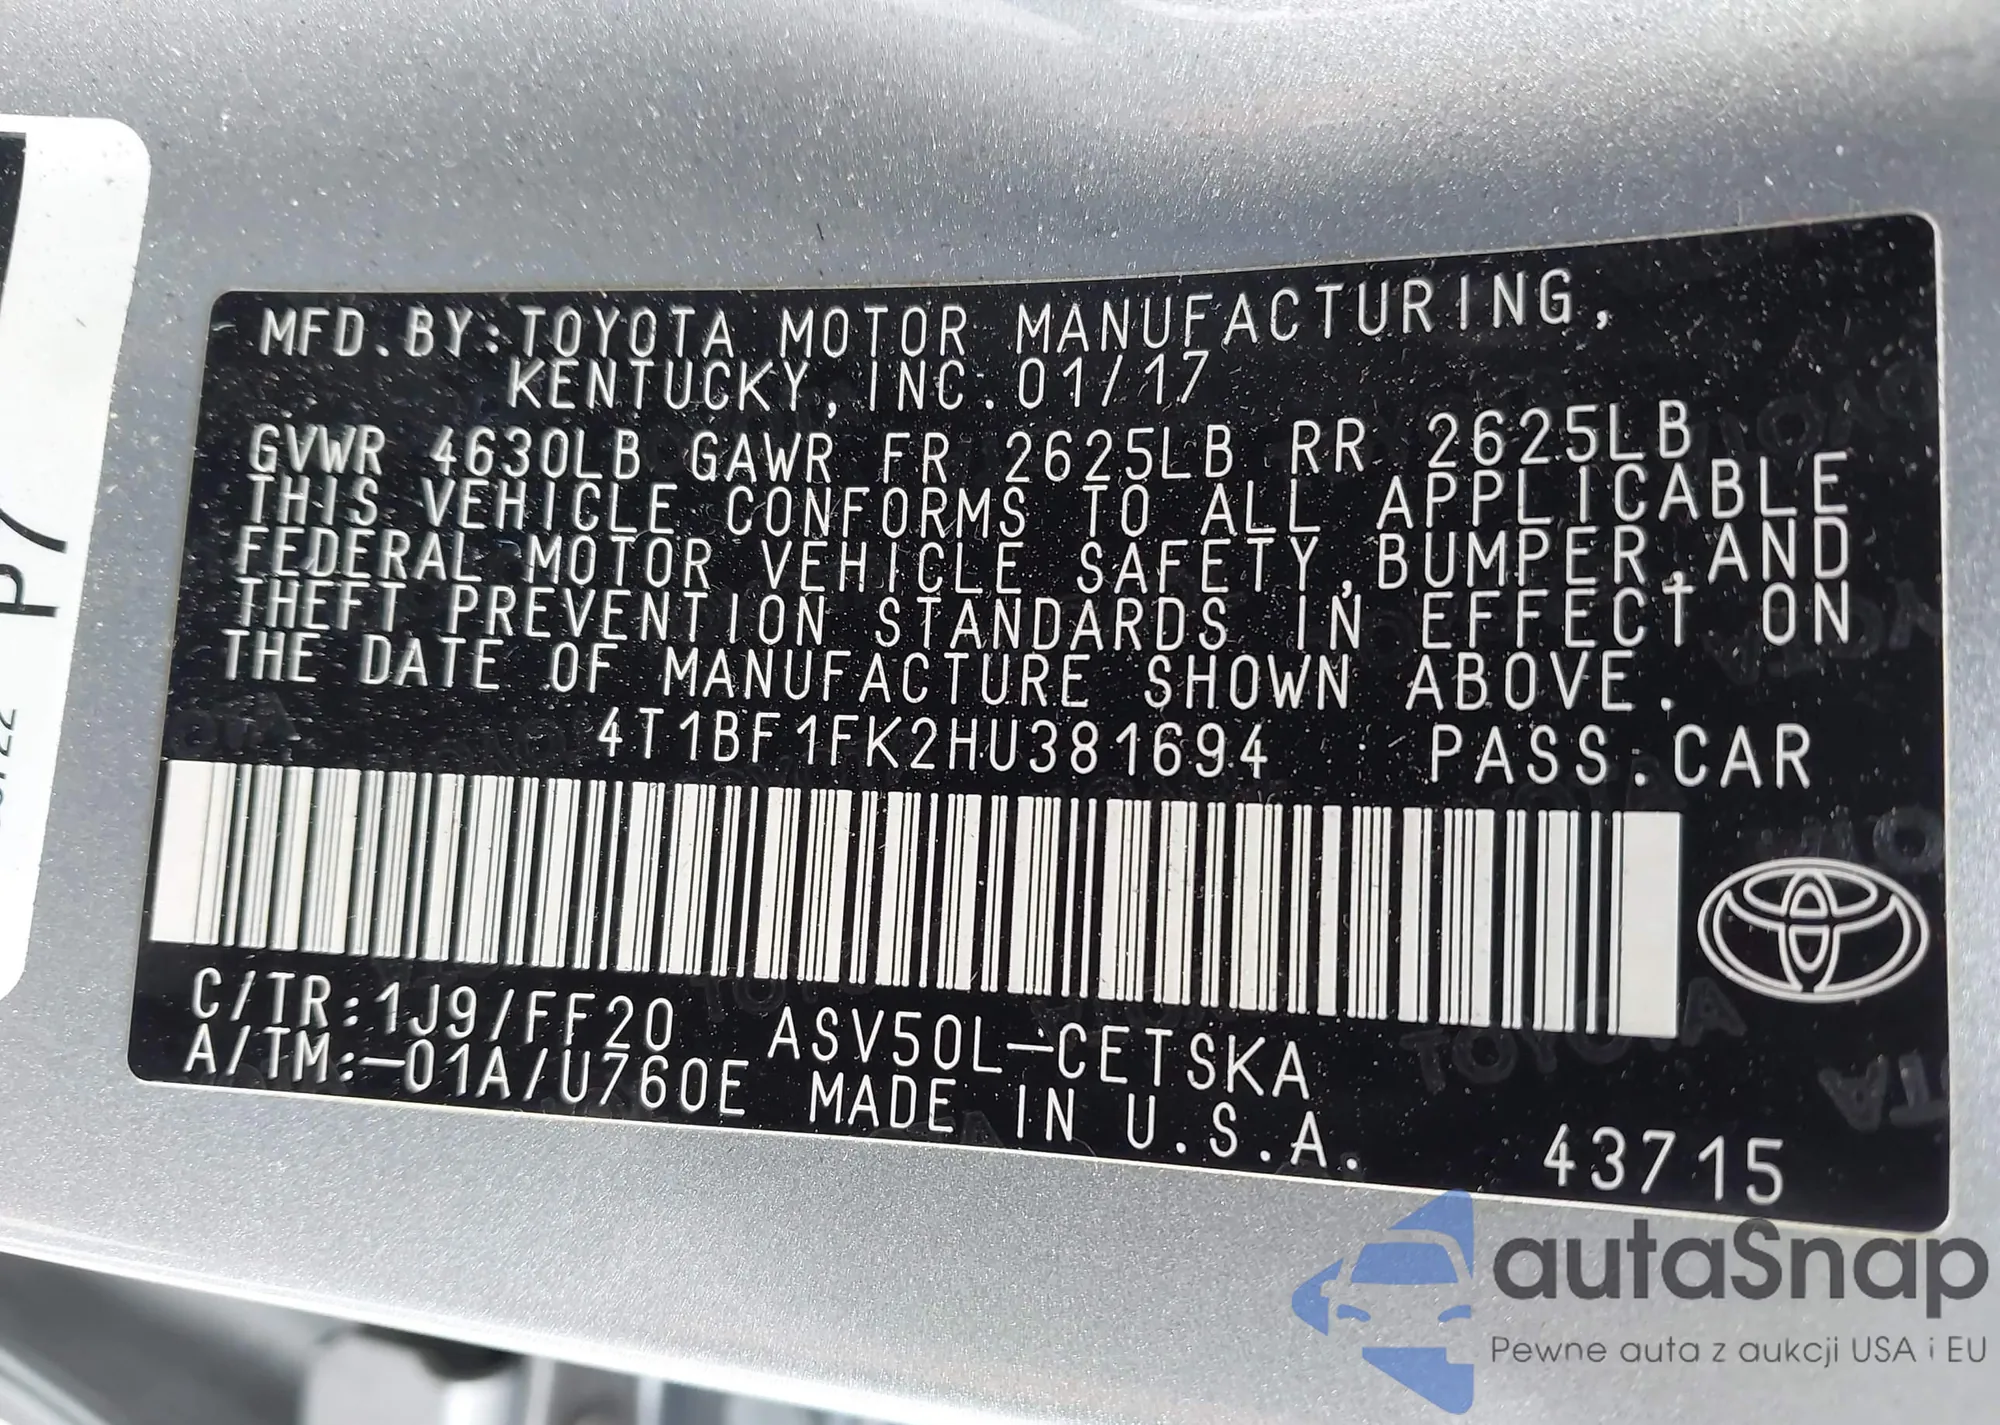 MFD.BY:TOYOTA MOTOR MANUFACTURING,
KENTUCKY, INC. 01/17
GVWR 4630LB GAWR FR 2625LB RR 2625LB
THIS VEHICLE CONFORMS TO ALL APPLICABLE
FEDERAL MOTOR VEHICLE SAFETY, BUMPER, AND
THEFT PREVENTION STANDARDS IN EFFECT ON
THE DATE OF MANUFACTURE SHOWN ABOVE.
4T1BF1FK2HU381694 PASS.CAR
C/TR:1J9/FF20 ASV50L-CETSKA
A/TM:-01A/U760E MADE IN U.S.A.
43715
autaSnap
Pewne auta z aukcji USA i EU